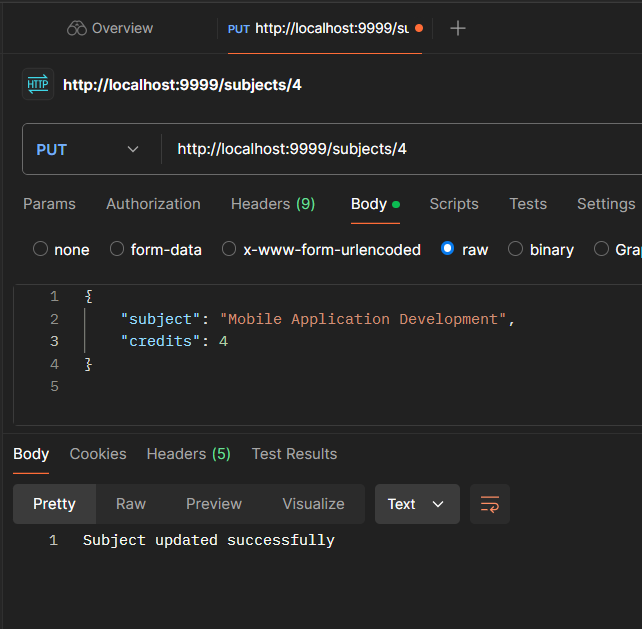 Overview PUT http://localhost:9999/su
HTTP http://localhost:9999/subjects/4
PUT http://localhost:9999/subjects/4
Params Authorization Headers (9) Body Scripts Tests Settings
none form-data x-www-form-urlencoded raw binary Gra
1 {
2 "subject": "Mobile Application Development",
3 "credits": 4
4 }
5
Body Cookies Headers (5) Test Results
Pretty Raw Preview Visualize Text
1 Subject updated successfully